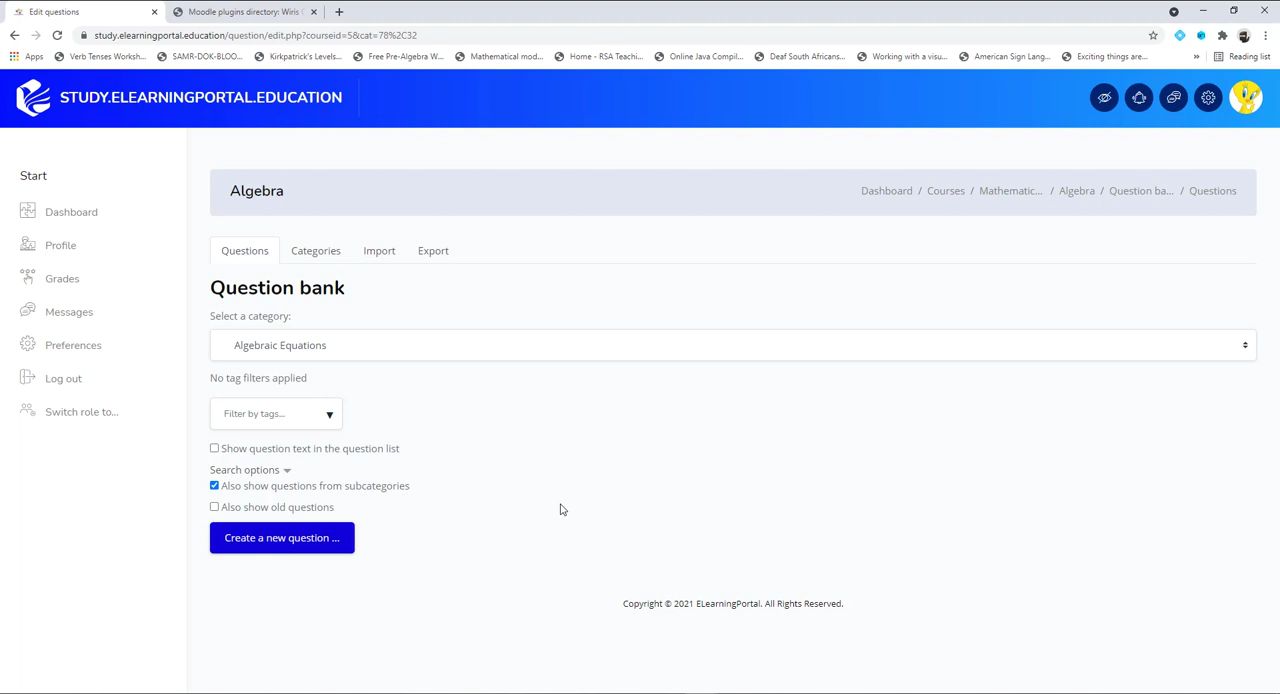 Edit questions
Moodle plugins directory: Wiris
study.elearningportal.education/question/edit.php?courseid=5&cat=78%2C32
Apps
Verb Tenses Worksh...
SAMR-DOK-BLOO...
Kirkpatrick's Levels...
Free Pre-Algebra W...
Mathematical mod...
Home - RSA Teachi...
Online Java Compil...
Deaf South Africans...
Working with a visu...
American Sign Lang...
Exciting things are...
»
Reading list
STUDY.ELEARNINGPORTAL.EDUCATION
Start
Dashboard
Profile
Grades
Messages
Preferences
Log out
Switch role to...
Algebra
Dashboard / Courses / Mathematic... / Algebra / Question ba... / Questions
Questions
Categories
Import
Export
Question bank
Select a category:
Algebraic Equations
No tag filters applied
Filter by tags...
Show question text in the question list
Search options
Also show questions from subcategories
Also show old questions
Create a new question ...
Copyright © 2021 ELearningPortal. All Rights Reserved.